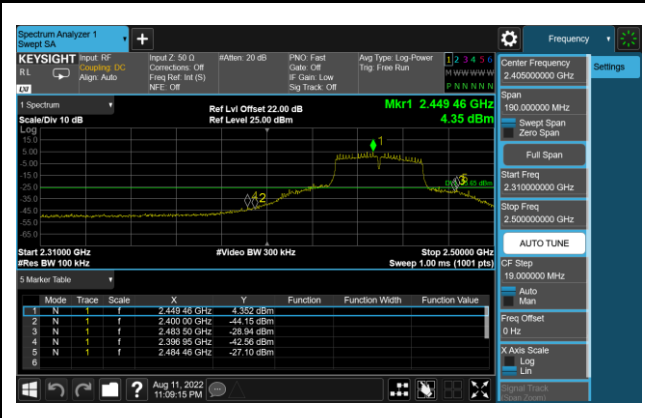 Spectrum Analyzer 1
Swept SA
Frequency
KEYSIGHT
RL
LXI
Input: RF
Coupling: DC
Align: Auto
Input Z: 50 Ω
Corrections: Off
Freq Ref: Int (S)
NFE: Off
#Atten: 20 dB
PNO: Fast
Gate: Off
IF Gain: Low
Sig Track: Off
Avg Type: Log-Power
Trig: Free Run
1 2 3 4 5 6
M W W W W W
P N N N N N
Center Frequency
2.405000000 GHz
Settings
Span
190.000000 MHz
Swept Span
Zero Span
Full Span
Start Freq
2.310000000 GHz
Stop Freq
2.500000000 GHz
AUTO TUNE
CF Step
19.000000 MHz
Auto
Man
Freq Offset
0 Hz
X Axis Scale
Log
Lin
Signal Track
(Span Zoom)
1 Spectrum
Scale/Div 10 dB
Ref Lvl Offset 22.00 dB
Ref Level 25.00 dBm
Mkr1 2.449 46 GHz
4.35 dBm
Log
15.0
5.00
-5.00
-15.0
-25.0
-35.0
-45.0
-55.0
-65.0
1
4 2
Start 2.31000 GHz
#Res BW 100 kHz
#Video BW 300 kHz
Stop 2.50000 GHz
Sweep 1.00 ms (1001 pts)
5 Marker Table
Mode Trace Scale X Y Function Function Width Function Value
1 N 1 f 2.449 46 GHz 4.352 dBm
2 N 1 f 2.400 00 GHz -44.15 dBm
3 N 1 f 2.483 50 GHz -28.94 dBm
4 N 1 f 2.396 95 GHz -42.56 dBm
5 N 1 f 2.484 46 GHz -27.10 dBm
6
?
Aug 11, 2022
11:09:15 PM